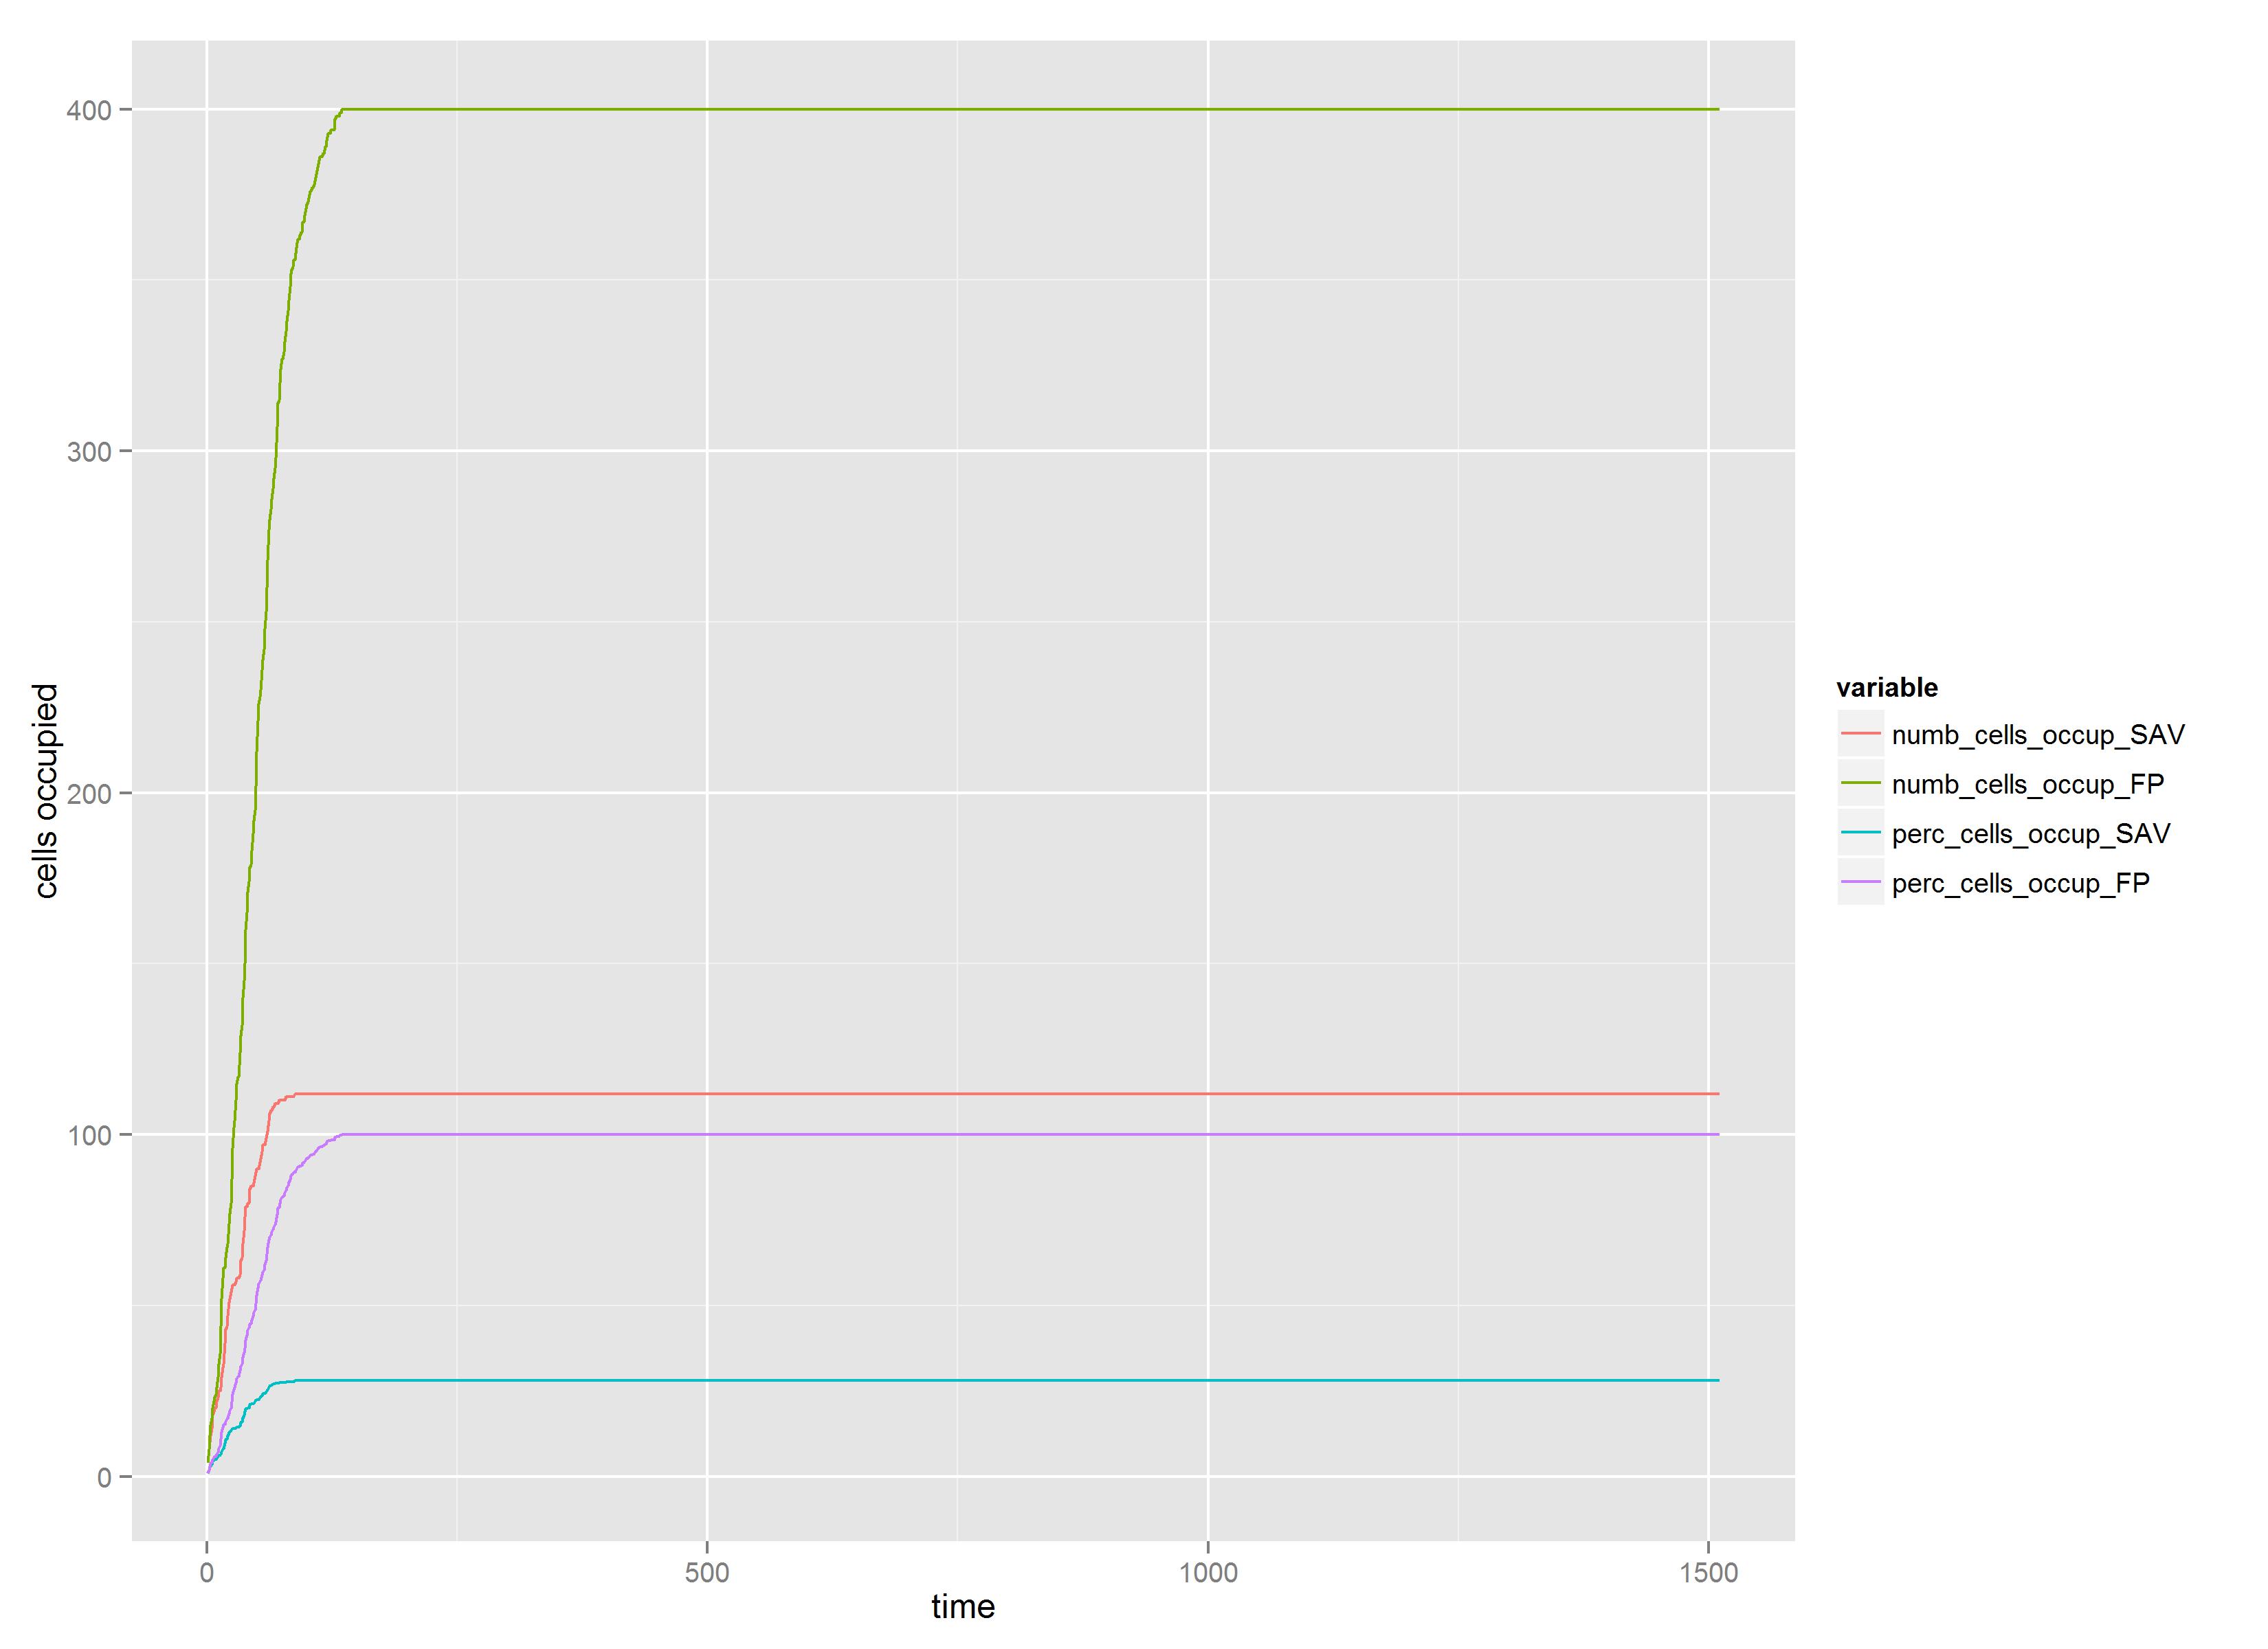 400
300
200
100
0
cells occupied
0 500 1000 1500
time
variable
numb_cells_occup_SAV
numb_cells_occup_FP
perc_cells_occup_SAV
perc_cells_occup_FP